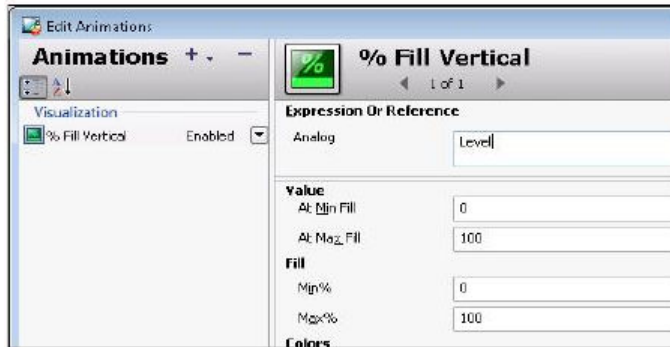 Edit Animations
Animations + - −
% % Fill Vertical
1 of 1
Visualization
% Fill Vertical Enabled
Expression Or Reference
Analog Level
Value
At Min Fill 0
At Max Fill 100
Fill
Min% 0
Max% 100
Colors